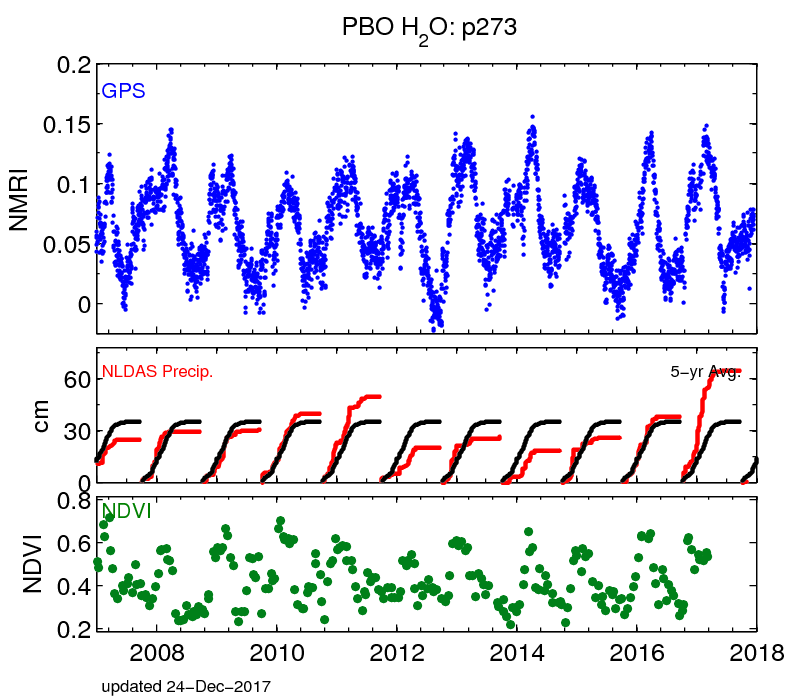 PBO H2O: p273
0.2
GPS
0.15
0.1
NMRI
0.05
0
NLDAS Precip.
5-yr Avg.
60
cm
30
0
0.8
NDVI
0.6
NDVI
0.4
0.2
2008 2010 2012 2014 2016 2018
updated 24-Dec-2017